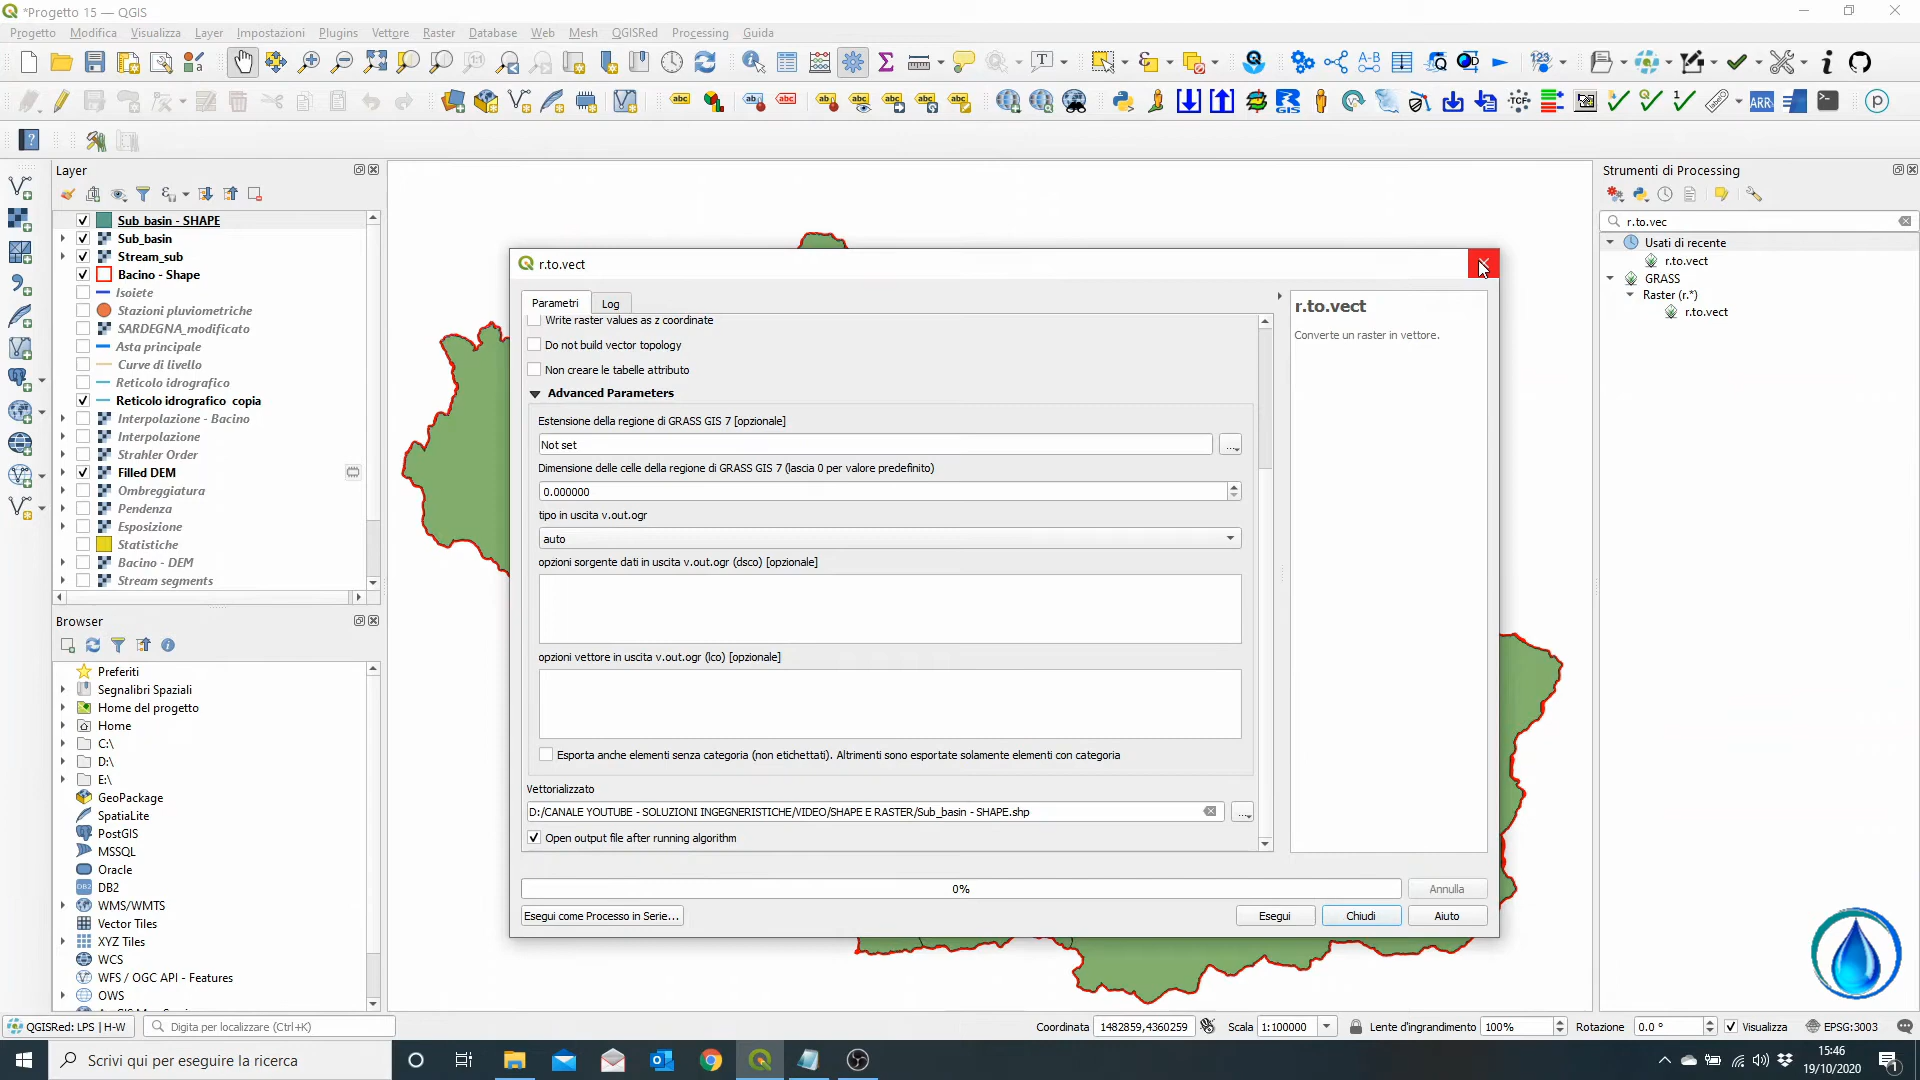 *Progetto 15 — QGIS
Progetto Modifica Visualizza Layer Impostazioni Plugins Vettore Raster Database Web Mesh QGISRed Processing Guida
Layer
Sub_basin - SHAPE
Sub_basin
Stream_sub
Bacino - Shape
Isoiete
Stazioni pluviometriche
SARDEGNA_modificato
Asta principale
Curve di livello
Reticolo idrografico
Reticolo idrografico copia
Interpolazione - Bacino
Interpolazione
Strahler Order
Filled DEM
Ombreggiatura
Pendenza
Esposizione
Statistiche
Bacino - DEM
Stream segments
Browser
Preferiti
Segnalibri Spaziali
Home del progetto
Home
C:\
D:\
E:\
GeoPackage
SpatiaLite
PostGIS
MSSQL
Oracle
DB2
WMS/WMTS
Vector Tiles
XYZ Tiles
WCS
WFS / OGC API - Features
OWS
r.to.vect
Parametri Log
Write raster values as z coordinate
Do not build vector topology
Non creare le tabelle attributo
Advanced Parameters
Estensione della regione di GRASS GIS 7 [opzionale]
Not set
Dimensione delle celle della regione di GRASS GIS 7 (lascia 0 per valore predefinito)
0.000000
tipo in uscita v.out.ogr
auto
opzioni sorgente dati in uscita v.out.ogr (dsco) [opzionale]
opzioni vettore in uscita v.out.ogr (lco) [opzionale]
Esporta anche elementi senza categoria (non etichettati). Altrimenti sono esportate solamente elementi con categoria
Vettorializzato
D:/CANALE YOUTUBE - SOLUZIONI INGEGNERISTICHE/VIDEO/SHAPE E RASTER/Sub_basin - SHAPE.shp
Open output file after running algorithm
0%
Annulla
Esegui come Processo in Serie...
Esegui
Chiudi
Aiuto
r.to.vect
Converte un raster in vettore.
Strumenti di Processing
r.to.vec
Usati di recente
r.to.vect
GRASS
Raster (r.*)
r.to.vect
QGISRed: LPS | H-W
Digita per localizzare (Ctrl+K)
Coordinata 1482859,4360259
Scala 1:100000
Lente d'ingrandimento 100%
Rotazione 0.0 °
Visualizza
EPSG:3003
Scrivi qui per eseguire la ricerca
15:46
19/10/2020